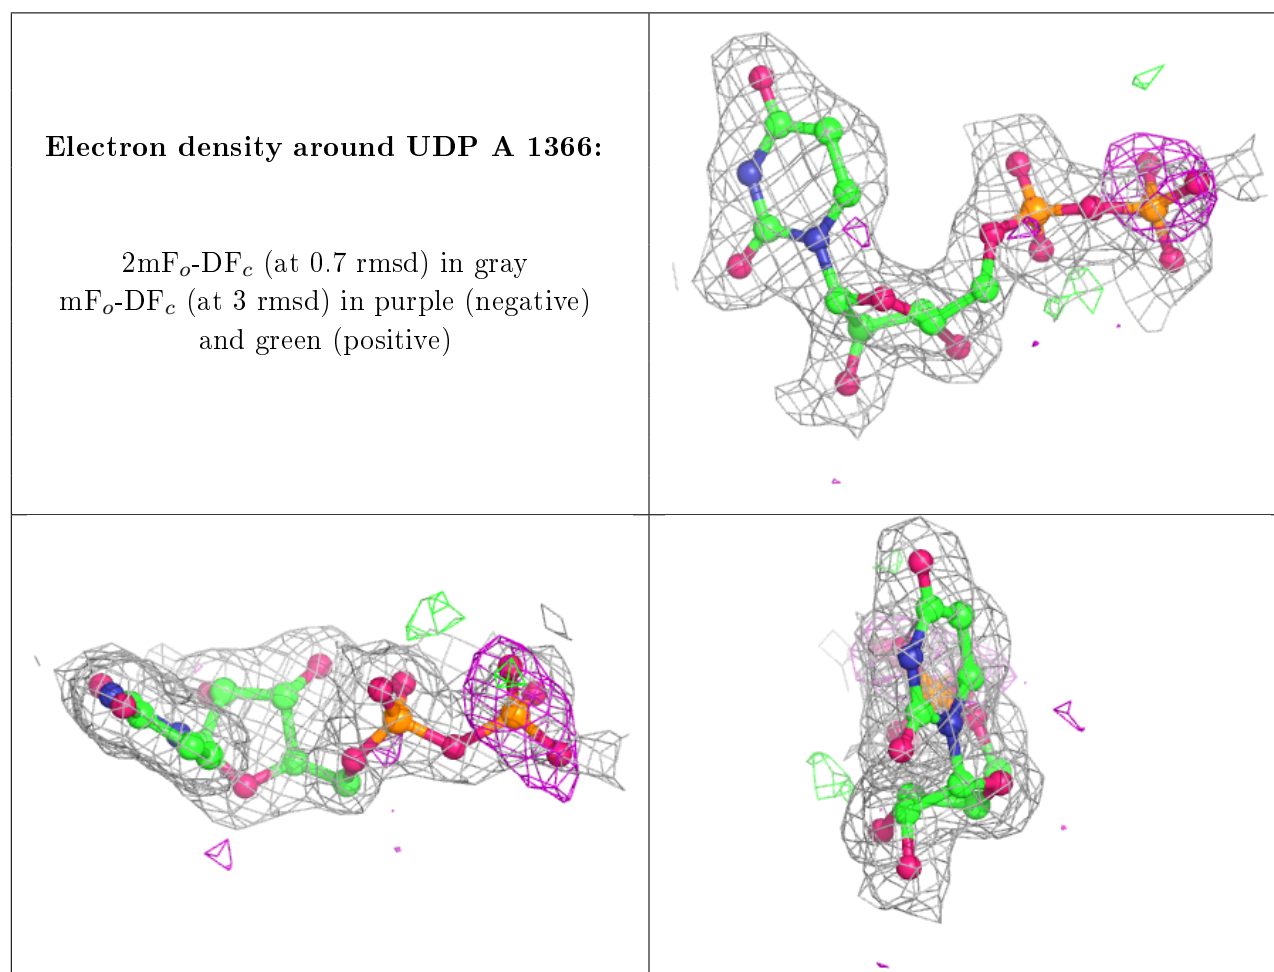 Electron density around UDP A 1366:
2mFo-DFc (at 0.7 rmsd) in gray
mFo-DFc (at 3 rmsd) in purple (negative)
and green (positive)